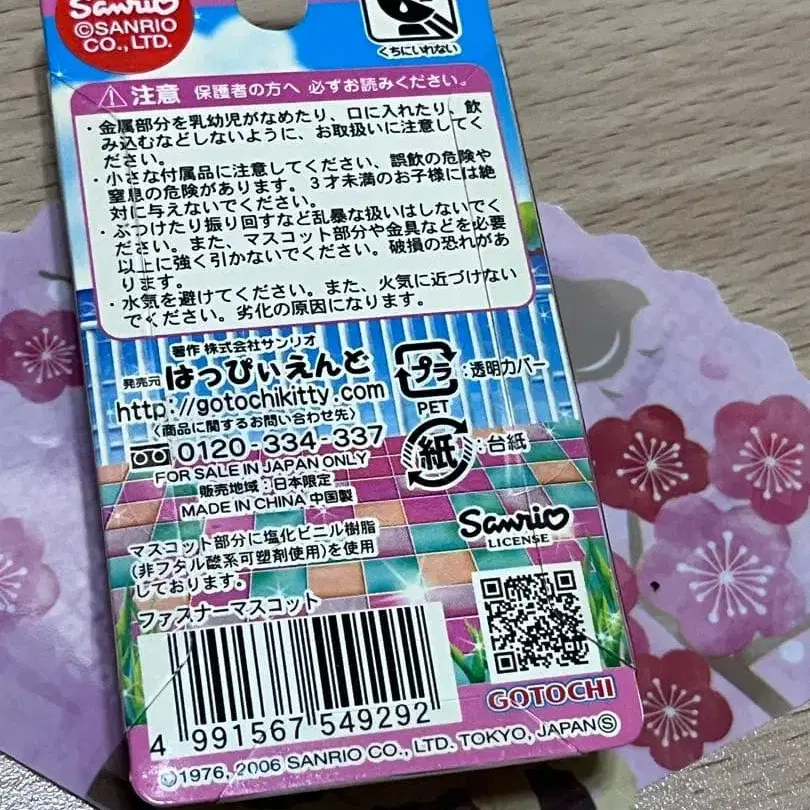 Sanrio
©SANRIO
CO., LTD.
くちにいれない
注意 保護者の方へ 必ずお読みください。
・金属部分を乳幼児がなめたり、口に入れたり、飲
み込むなどしないように、お取扱いに注意してく
ださい。
・小さな付属品に注意してください、誤飲の危険や
窒息の危険があります。3才未満のお子様には絶
対に与えないでください。
・ぶつけたり振り回すなど乱暴な扱いはしないでく
ださい。また、マスコット部分や金具などを必要
以上に強く引かないでください。破損の恐れがあ
ります。
・水気を避けてください。また、火気に近づけない
でください。劣化の原因になります。
著作 株式会社サンリオ
発売元 はっぴぃえんど
http://gotochikitty.com
〈商品に関するお問い合わせ先〉
0120-334-337
FOR SALE IN JAPAN ONLY
販売地域:日本限定
MADE IN CHINA 中国製
プラ :透明カバー
PET
紙 :台紙
マスコット部分に塩化ビニル樹脂
(非フタル酸系可塑剤使用)を使用
しております。
ファスナーマスコット
Sanrio
LICENSE
GOTOCHI
4 991567 549292
©1976, 2006 SANRIO CO., LTD. TOKYO, JAPAN Ⓢ